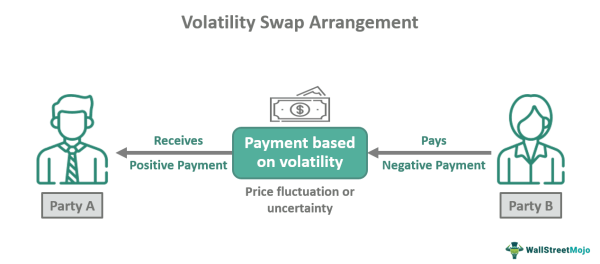 Volatility Swap Arrangement
$
Receives
Positive Payment
Party A
Payment based
on volatility
Price fluctuation or
uncertainty
Pays
Negative Payment
Party B
WallStreetMojo